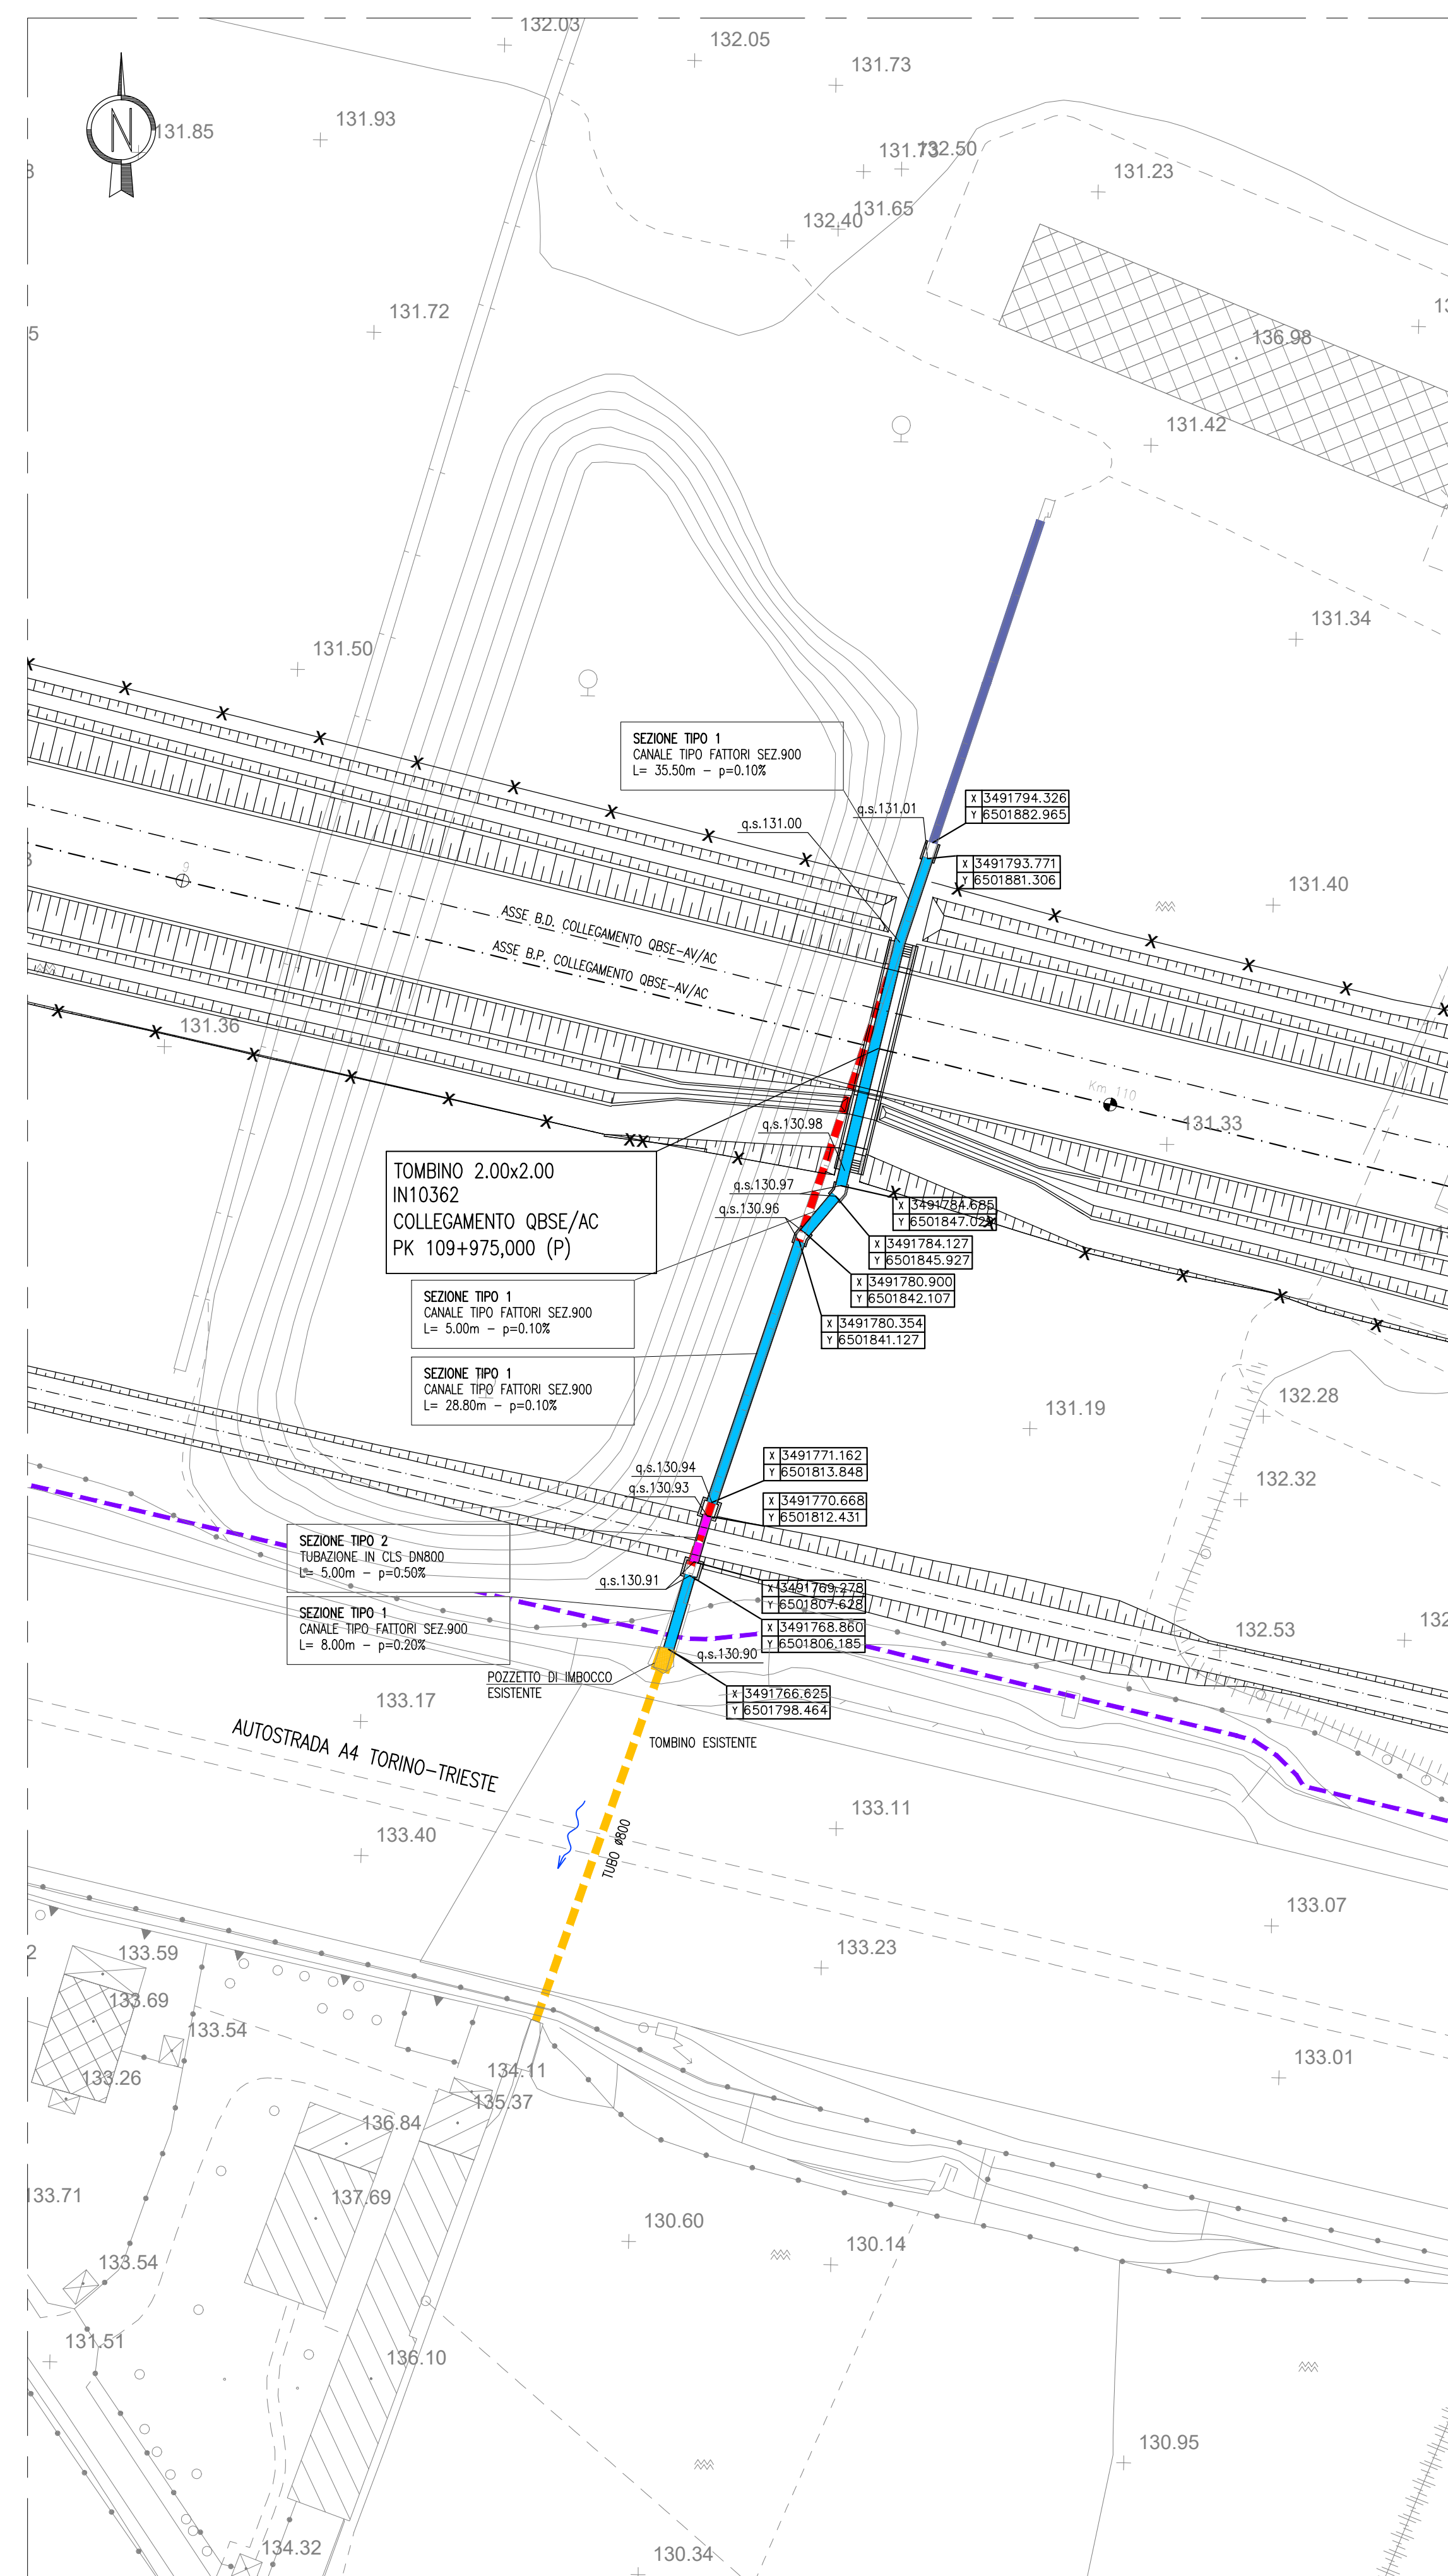 132.03
132.05
131.73
N
131.85
131.93
131.73
132.50
131.23
131.65
132.40
131.72
136.98
131.42
131.34
131.50
SEZIONE TIPO 1
CANALE TIPO FATTORI SEZ.900
L= 35.50m – p=0.10%
q.s.131.01
q.s.131.00
X 3491794.326
Y 6501882.965
X 3491793.771
Y 6501881.306
131.40
ASSE B.D. COLLEGAMENTO QBSE-AV/AC
ASSE B.P. COLLEGAMENTO QBSE-AV/AC
131.36
Km 110
131.33
q.s.130.98
TOMBINO 2.00x2.00
IN10362
COLLEGAMENTO QBSE/AC
PK 109+975,000 (P)
q.s.130.97
q.s.130.96
X 3491784.685
X 3491784.127
Y 6501845.927
X 3491780.900
Y 6501842.107
X 3491780.354
Y 6501841.127
SEZIONE TIPO 1
CANALE TIPO FATTORI SEZ.900
L= 5.00m – p=0.10%
SEZIONE TIPO 1
CANALE TIPO FATTORI SEZ.900
L= 28.80m – p=0.10%
131.19
132.28
132.32
q.s.130.94
q.s.130.93
X 3491771.162
Y 6501813.848
X 3491770.668
Y 6501812.431
SEZIONE TIPO 2
TUBAZIONE IN CLS DN800
L= 5.00m – p=0.50%
q.s.130.91
X 3491769.278
Y 6501807.628
SEZIONE TIPO 1
CANALE TIPO FATTORI SEZ.900
L= 8.00m – p=0.20%
X 3491768.860
Y 6501806.185
132.53
q.s.130.90
POZZETTO DI IMBOCCO
ESISTENTE
X 3491766.625
Y 6501798.464
133.17
AUTOSTRADA A4 TORINO-TRIESTE
TOMBINO ESISTENTE
133.11
133.40
TUBO ø800
133.07
133.23
133.59
133.69
133.54
133.26
133.01
134.11
135.37
136.84
133.71
137.69
130.60
130.14
133.54
131.51
136.10
130.95
134.32
130.34